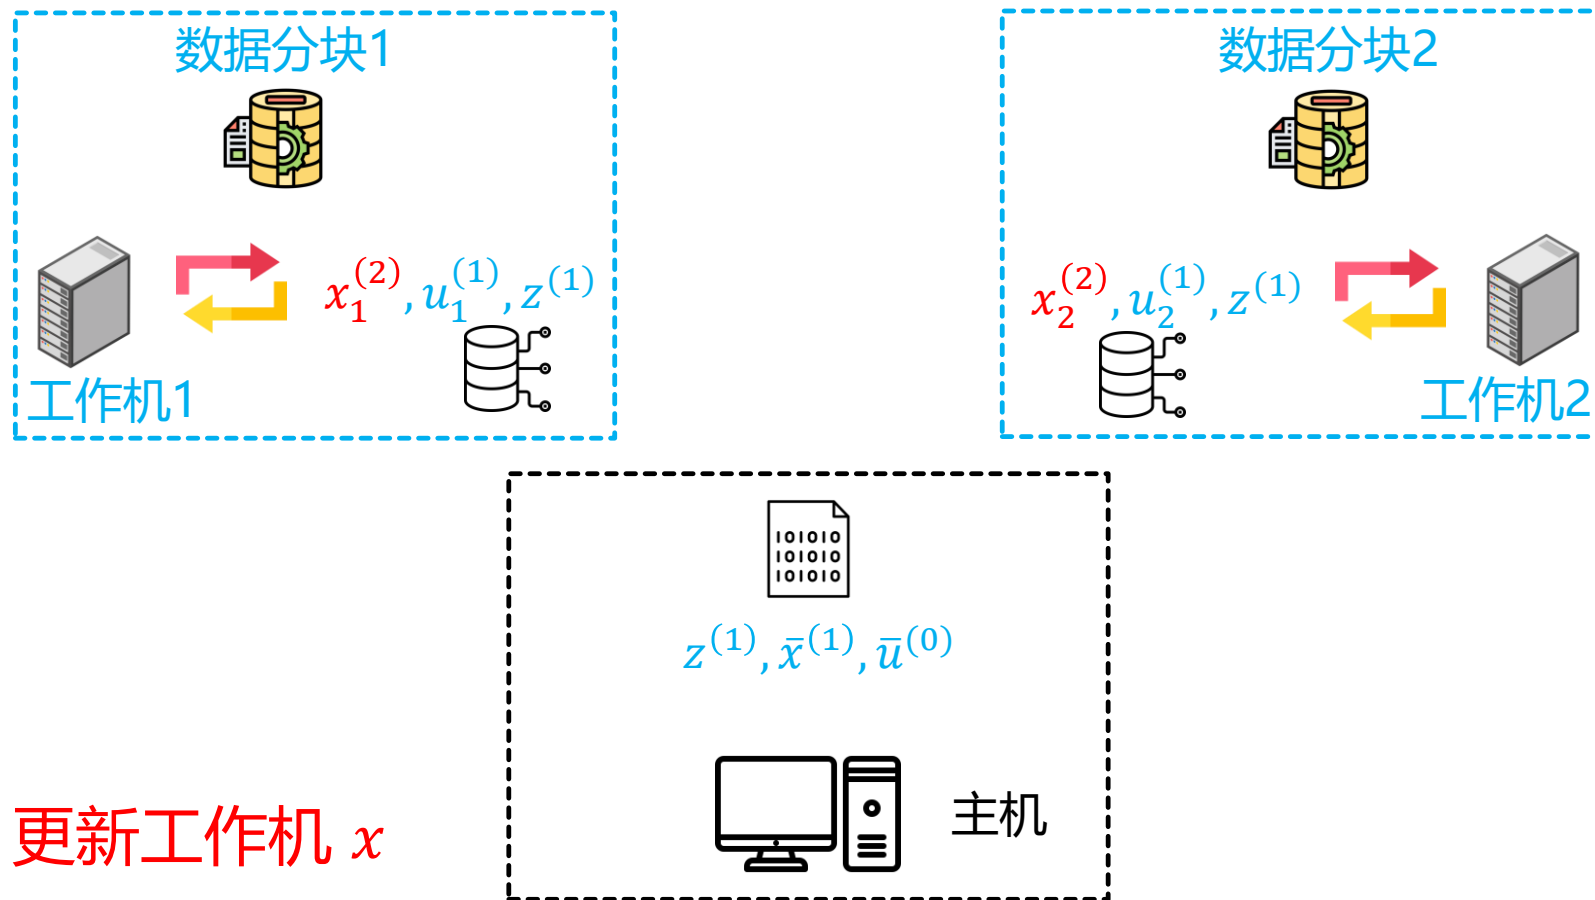 数据分块1
数据分块2
x_1^{(2)}, u_1^{(1)}, z^{(1)}
x_2^{(2)}, u_2^{(1)}, z^{(1)}
工作机1
工作机2
101010
101010
101010
z^{(1)}, x̄^{(1)}, ū^{(0)}
主机
更新工作机 x